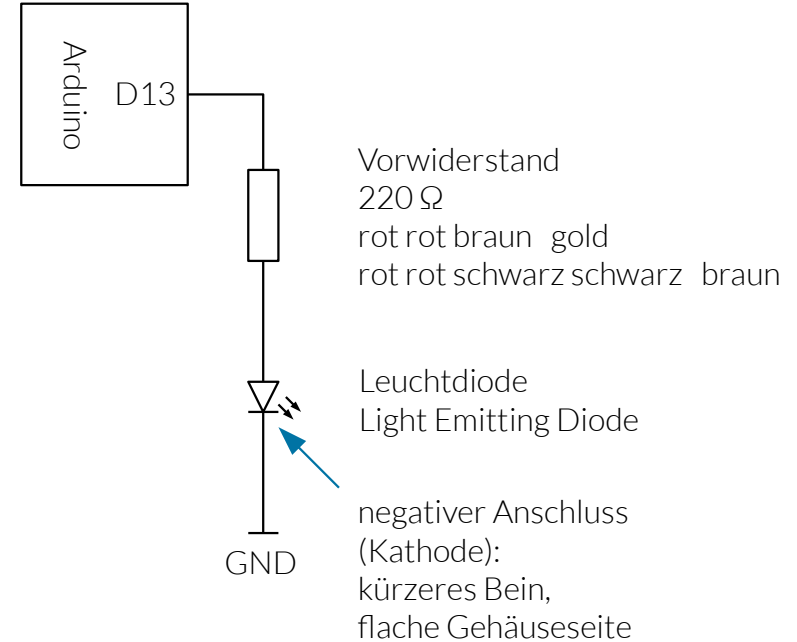 Arduino
D13
Vorwiderstand
220 Ω
rot rot braun gold
rot rot schwarz schwarz braun
Leuchtdiode
Light Emitting Diode
negativer Anschluss
(Kathode):
kürzeres Bein,
flache Gehäuseseite
GND